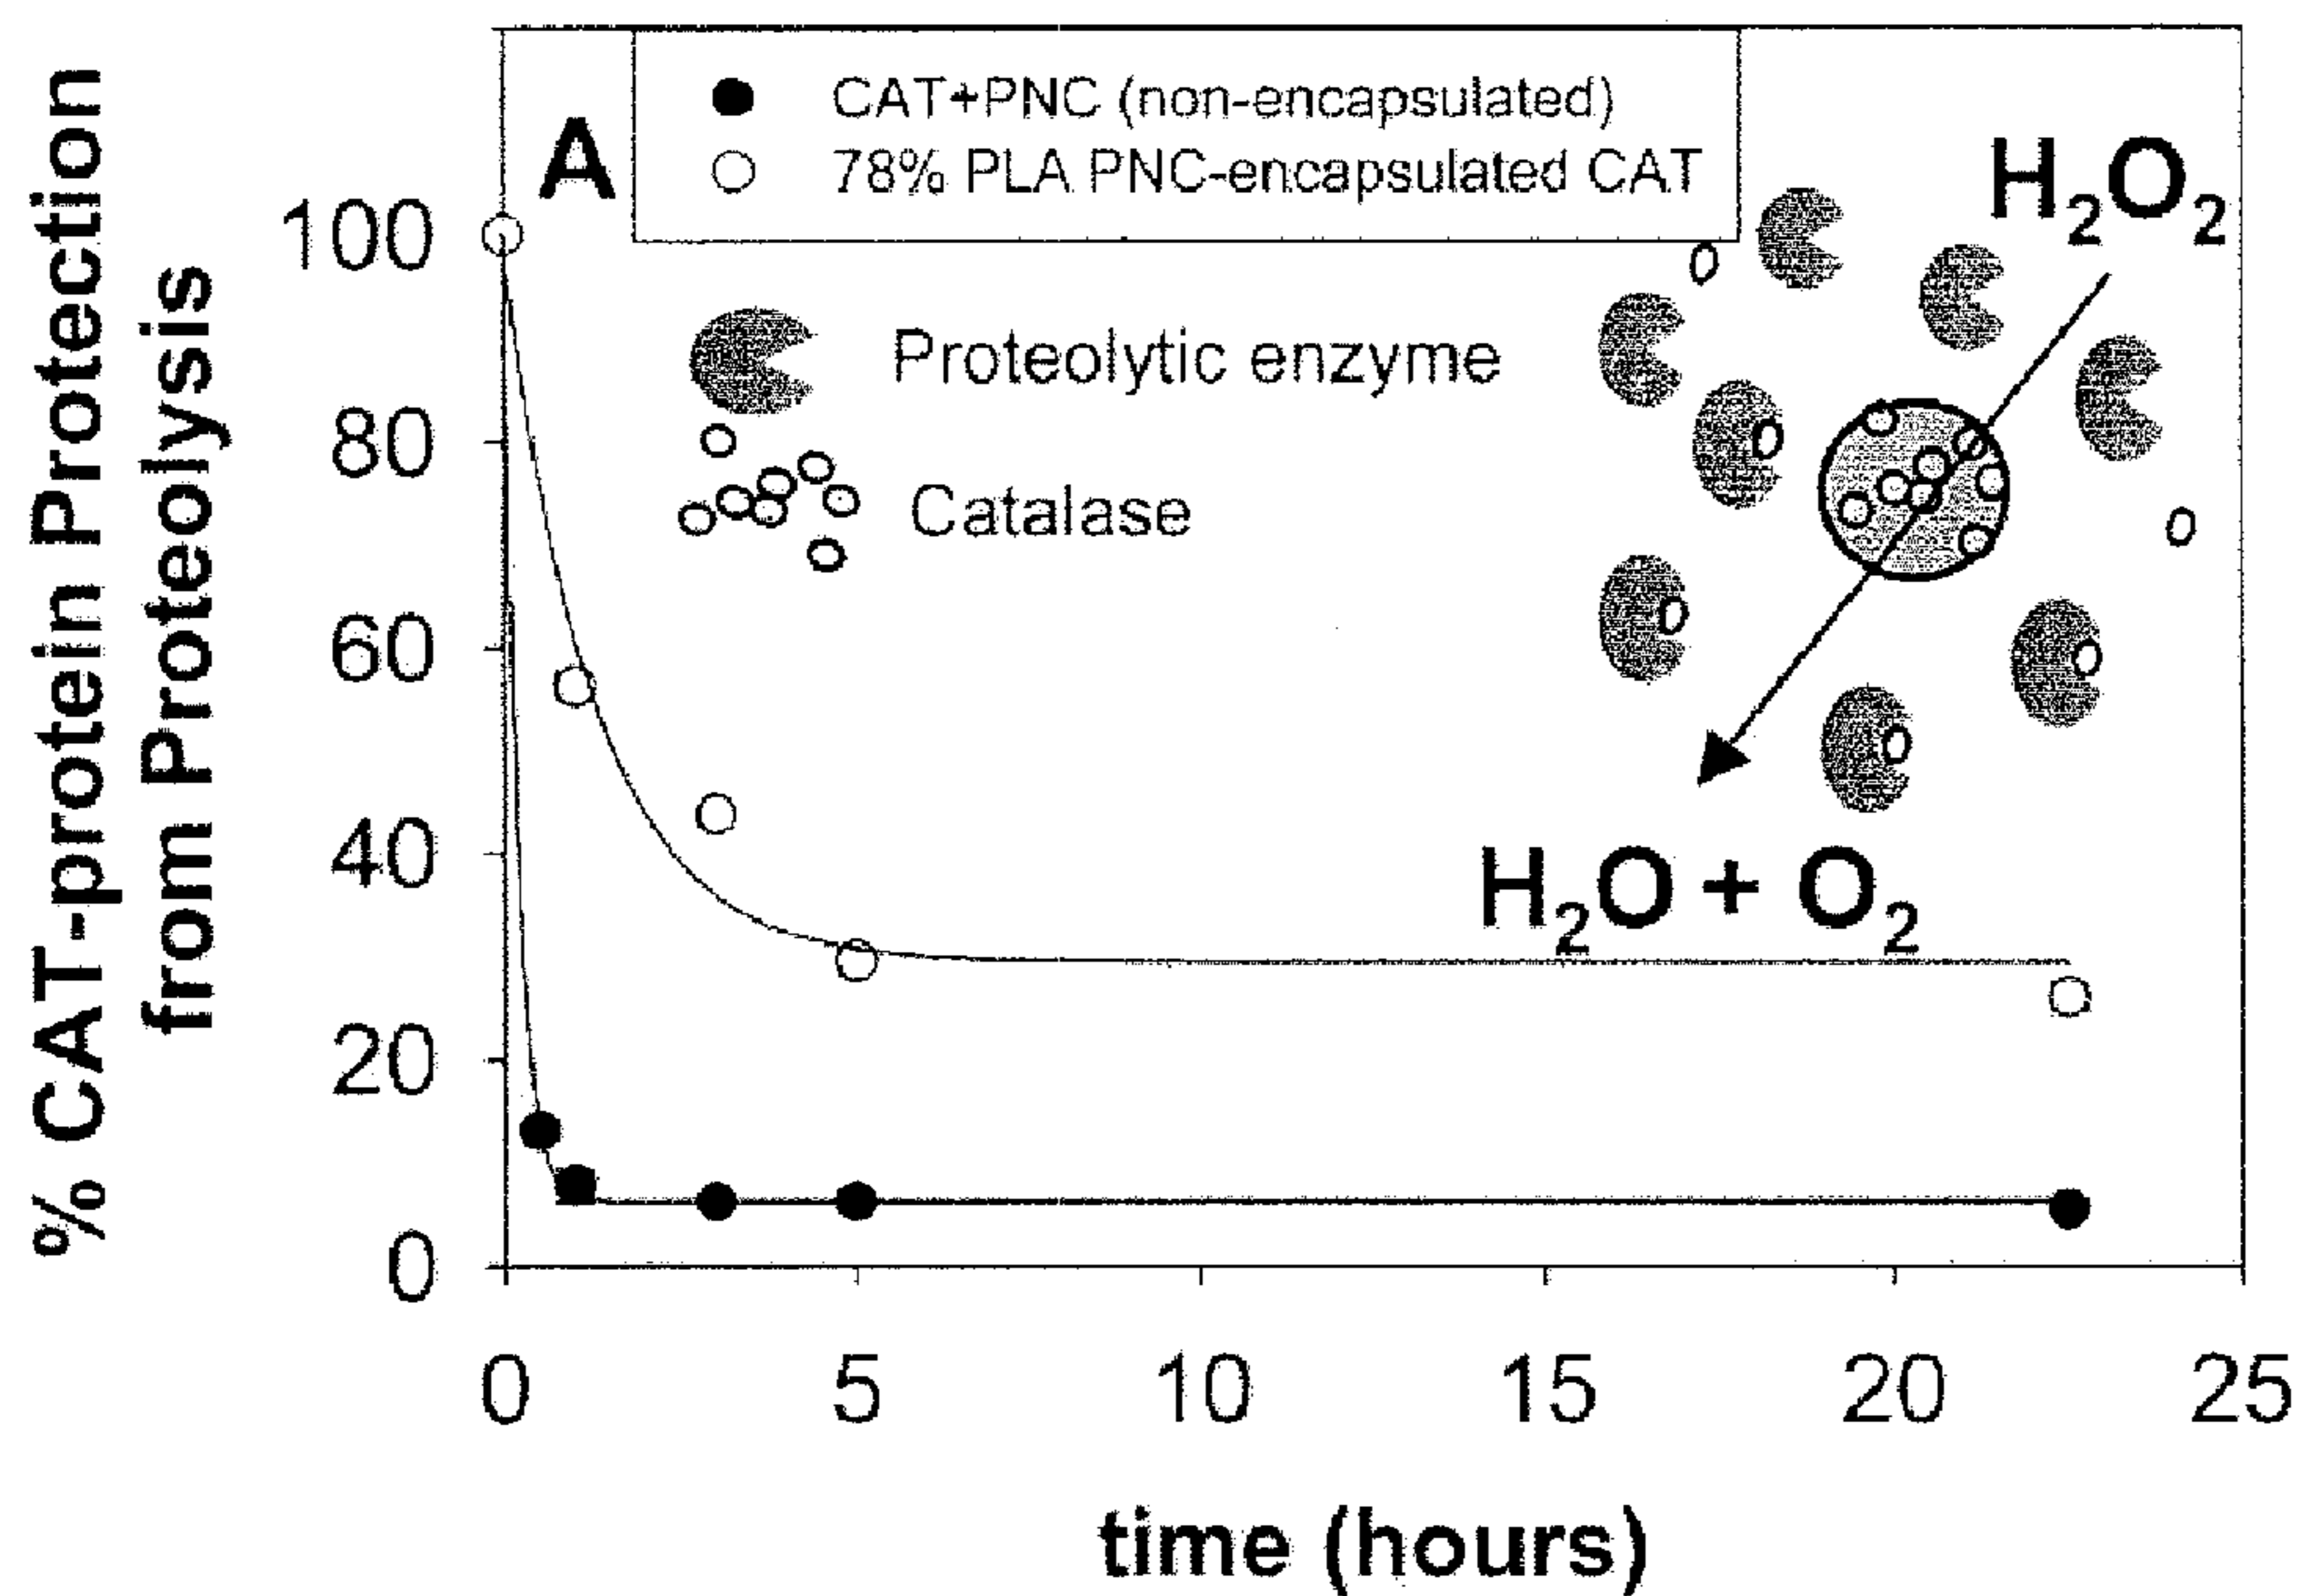 A
CAT+PNC (non-encapsulated)
78% PLA PNC-encapsulated CAT
% CAT-protein Protection
from Proteolysis
100
80
60
40
20
0
Proteolytic enzyme
Catalase
H₂O₂
H₂O + O₂
0 5 10 15 20 25
time (hours)